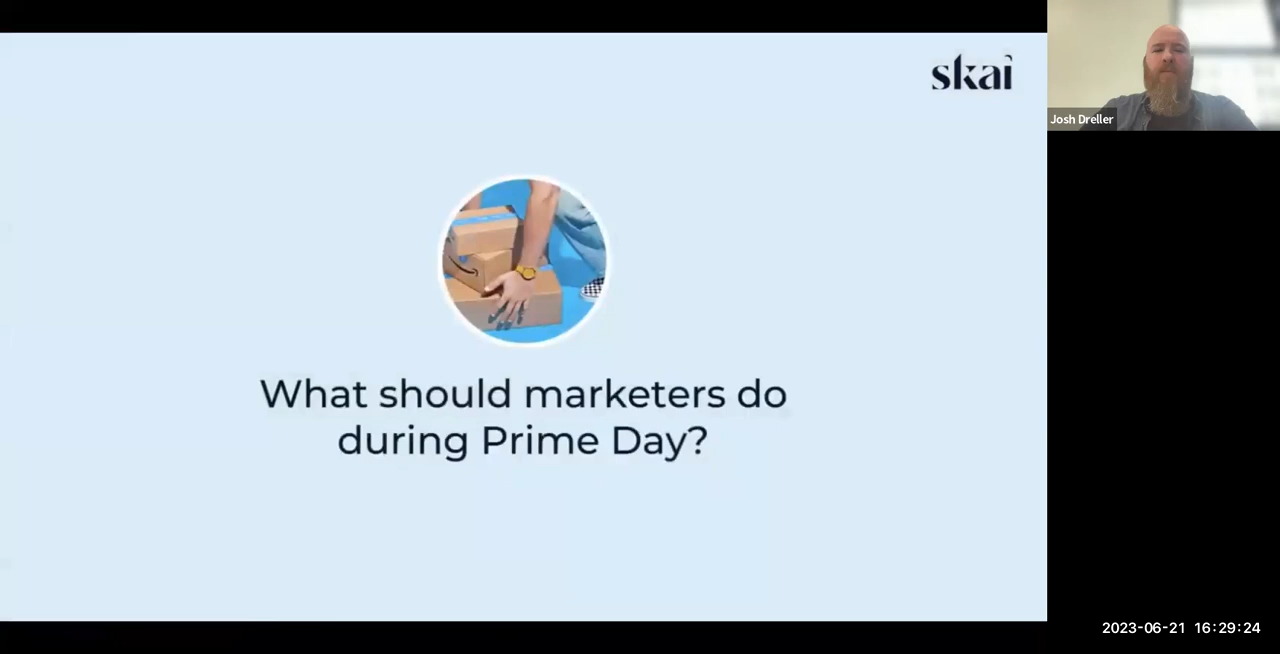 skai
Josh Dreller
What should marketers do
during Prime Day?
2023-06-21 16:29:24